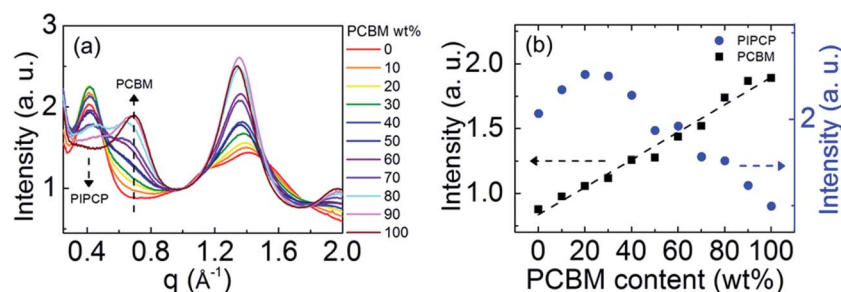 (a)
PCBM wt%
0
10
20
30
40
50
60
70
80
90
100
PCBM
PIPCP
Intensity (a. u.)
3
2
1
0.4 0.8 1.2 1.6 2.0
q (Å⁻¹)
(b)
PIPCP
PCBM
Intensity (a. u.)
2.0
1.5
1.25
1.0
0 20 40 60 80 100
PCBM content (wt%)
2
Intensity (a. u.)